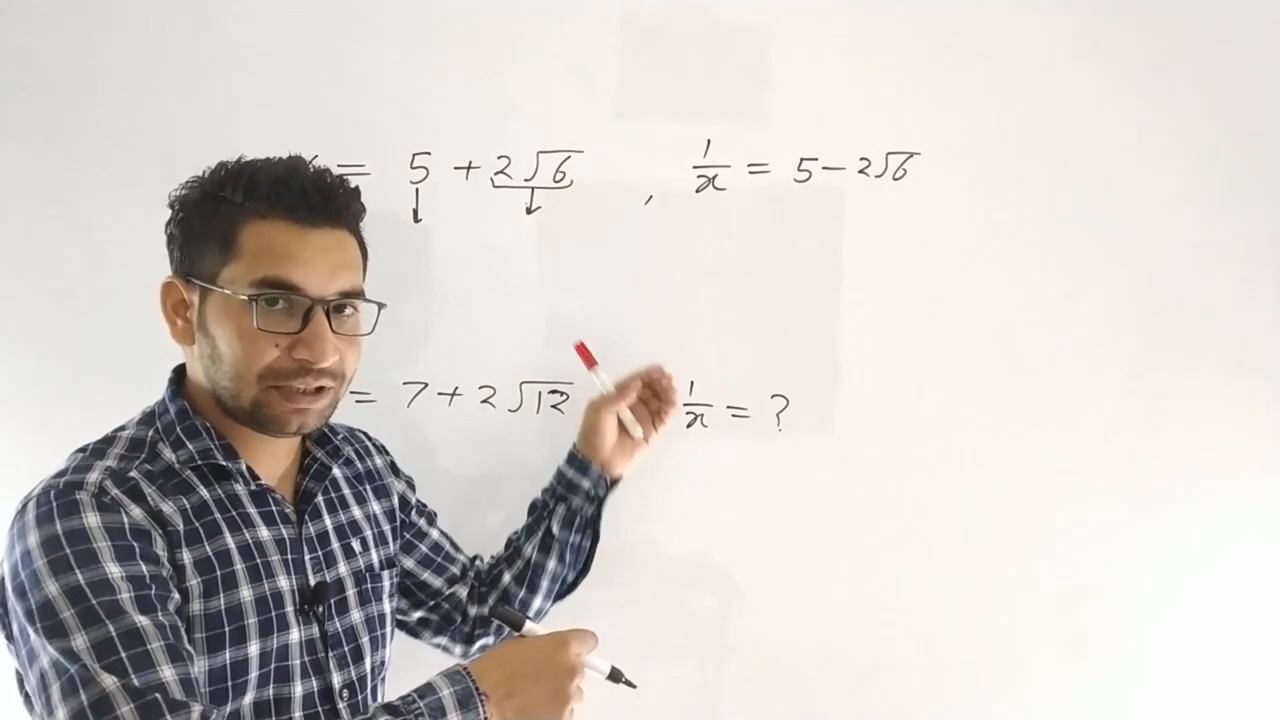 = 5 + 2√6 , 1/x = 5 - 2√6
= 7 + 2√12 1/x = ?